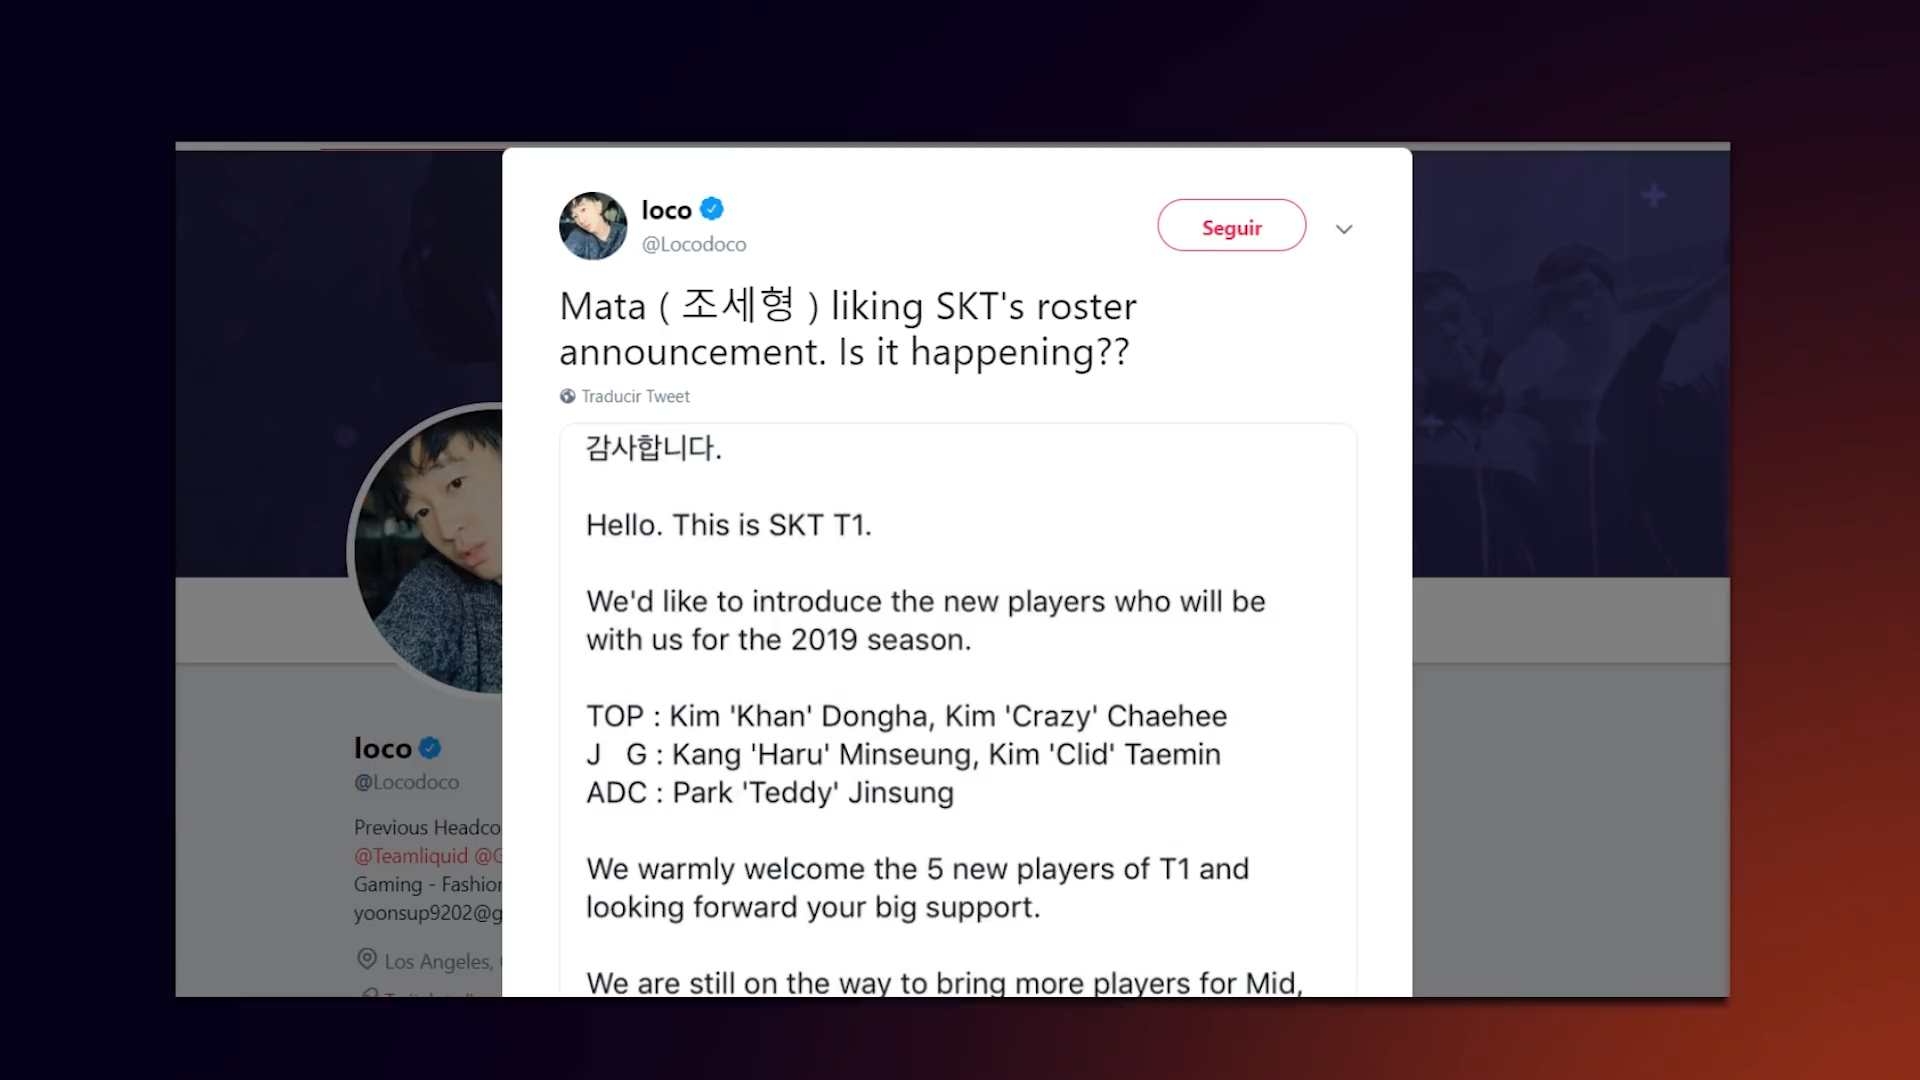 loco
@Locodoco
Seguir
Mata ( 조세형 ) liking SKT's roster
announcement. Is it happening??
Traducir Tweet
감사합니다.
Hello. This is SKT T1.
We'd like to introduce the new players who will be
with us for the 2019 season.
TOP : Kim 'Khan' Dongha, Kim 'Crazy' Chaehee
J G : Kang 'Haru' Minseung, Kim 'Clid' Taemin
ADC : Park 'Teddy' Jinsung
We warmly welcome the 5 new players of T1 and
looking forward your big support.
We are still on the way to bring more players for Mid,
loco
@Locodoco
Previous Headco
@Teamliquid @G
Gaming - Fashion
yoonsup9202@g
Los Angeles,